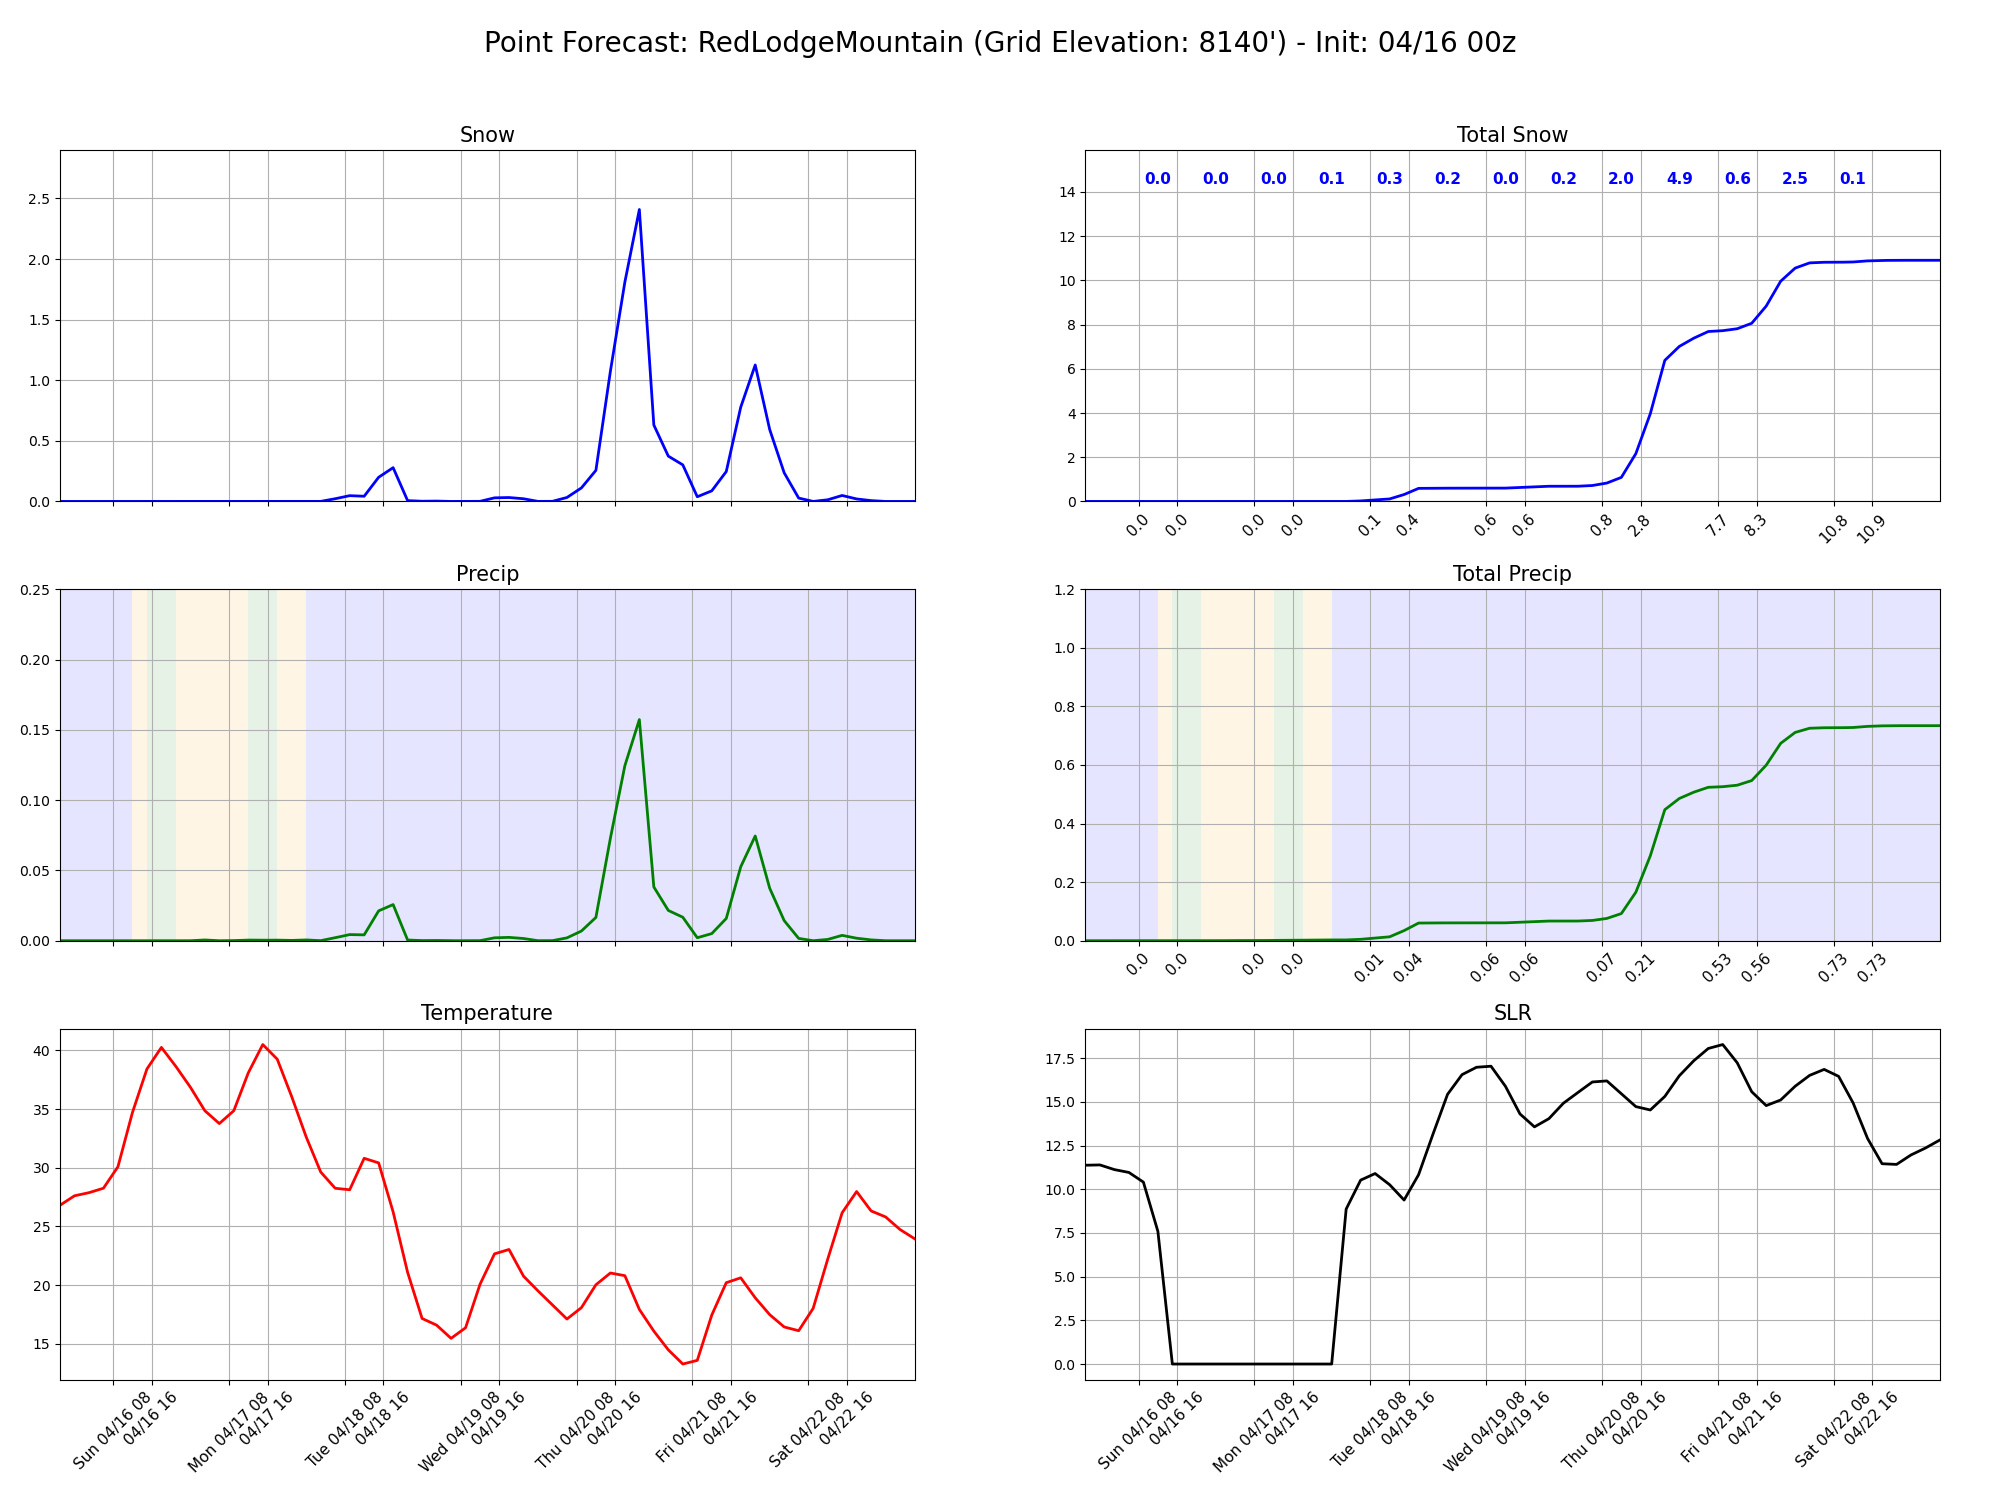 Point Forecast: RedLodgeMountain (Grid Elevation: 8140') - Init: 04/16 00z
Snow
2.5
2.0
1.5
1.0
0.5
0.0
Total Snow
0.0 0.0 0.0 0.1 0.3 0.2 0.0 0.2 2.0 4.9 0.6 2.5 0.1
14
12
10
8
6
4
2
0
0.0 0.0 0.0 0.0 0.1 0.4 0.6 0.6 0.8 2.8 7.7 8.3 10.8 10.9
Precip
0.25
0.20
0.15
0.10
0.05
0.00
Total Precip
1.2
1.0
0.8
0.6
0.4
0.2
0.0
0.0 0.0 0.0 0.0 0.01 0.04 0.06 0.06 0.07 0.21 0.53 0.56 0.73 0.73
Temperature
40
35
30
25
20
15
Sun 04/16 08
04/16 16
Mon 04/17 08
04/17 16
Tue 04/18 08
04/18 16
Wed 04/19 08
04/19 16
Thu 04/20 08
04/20 16
Fri 04/21 08
04/21 16
Sat 04/22 08
04/22 16
SLR
17.5
15.0
12.5
10.0
7.5
5.0
2.5
0.0
Sun 04/16 08
04/16 16
Mon 04/17 08
04/17 16
Tue 04/18 08
04/18 16
Wed 04/19 08
04/19 16
Thu 04/20 08
04/20 16
Fri 04/21 08
04/21 16
Sat 04/22 08
04/22 16